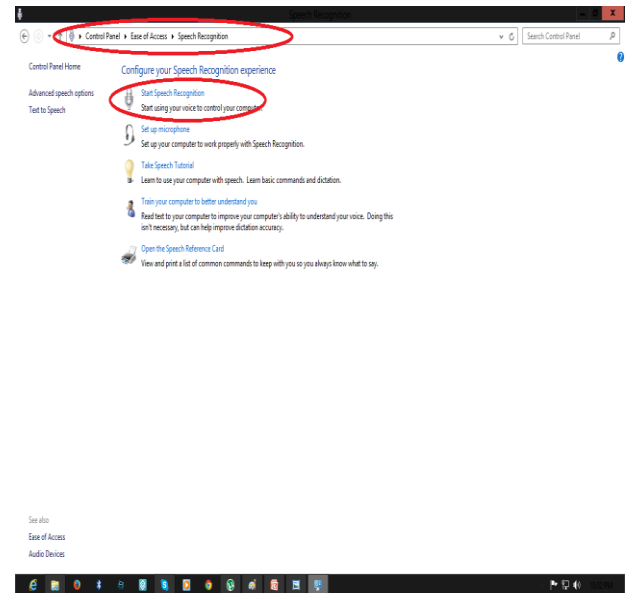 Speech Recognition
Control Panel ▸ Ease of Access ▸ Speech Recognition
Search Control Panel
Control Panel Home
Advanced speech options
Text to Speech
Configure your Speech Recognition experience
Start Speech Recognition
Start using your voice to control your computer.
Set up microphone
Set up your computer to work properly with Speech Recognition.
Take Speech Tutorial
Learn to use your computer with speech. Learn basic commands and dictation.
Train your computer to better understand you
Read text to your computer to improve your computer's ability to understand your voice. Doing this
isn't necessary, but can help improve dictation accuracy.
Open the Speech Reference Card
View and print a list of common commands to keep with you so you always know what to say.
See also
Ease of Access
Audio Devices